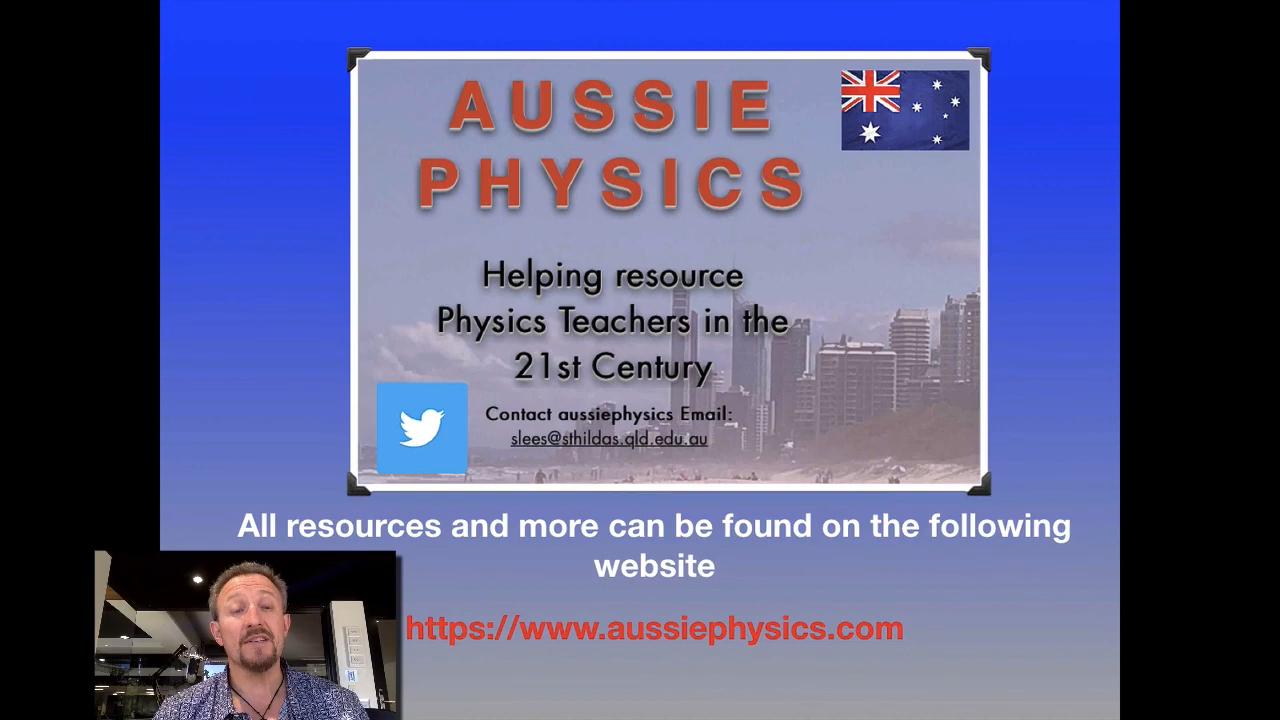 AUSSIE
PHYSICS
Helping resource
Physics Teachers in the
21st Century
Contact aussiephysics Email:
slees@sthildas.qld.edu.au
All resources and more can be found on the following
website
https://www.aussiephysics.com